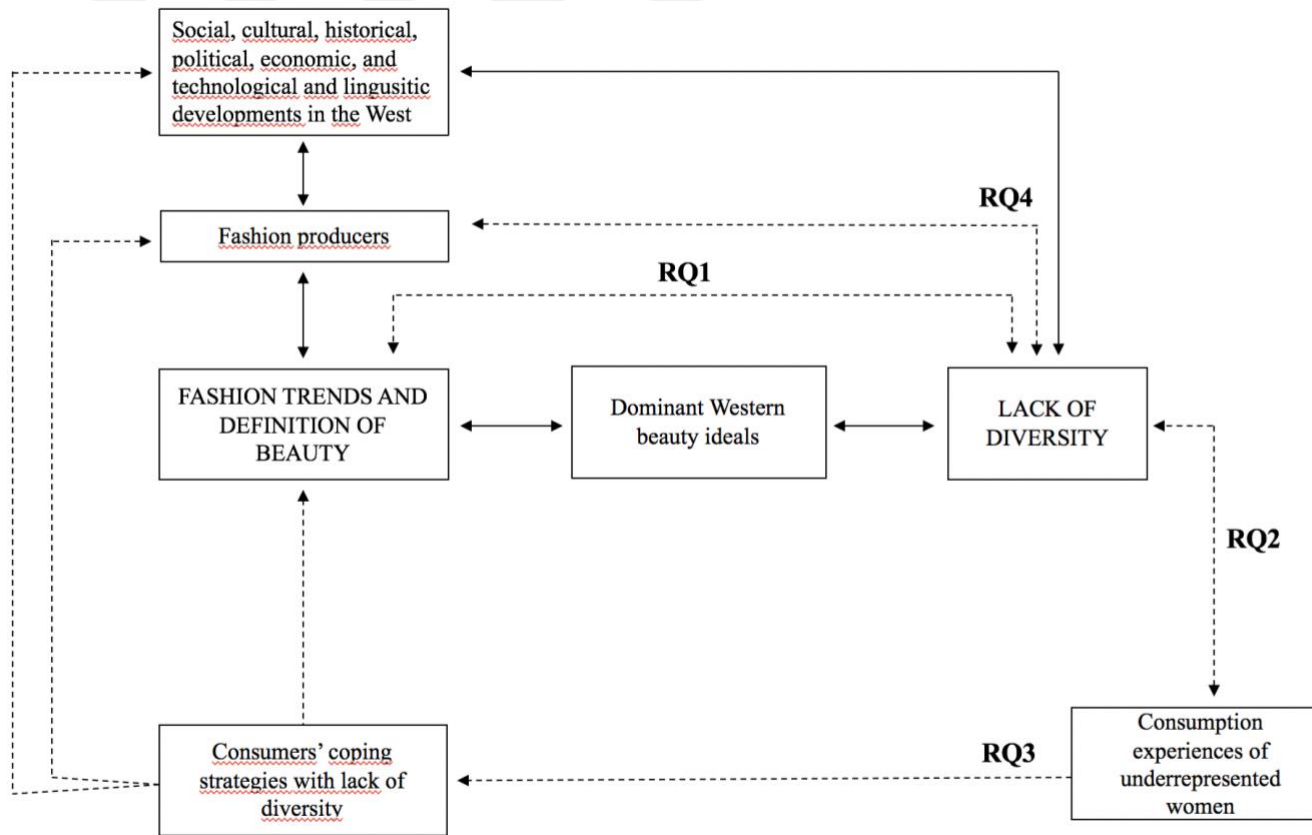 Social, cultural, historical,
political, economic, and
technological and lingusitic
developments in the West
RQ4
Fashion producers
RQ1
FASHION TRENDS AND
DEFINITION OF
BEAUTY
Dominant Western
beauty ideals
LACK OF
DIVERSITY
RQ2
Consumers’ coping
strategies with lack of
diversity
RQ3
Consumption
experiences of
underrepresented
women